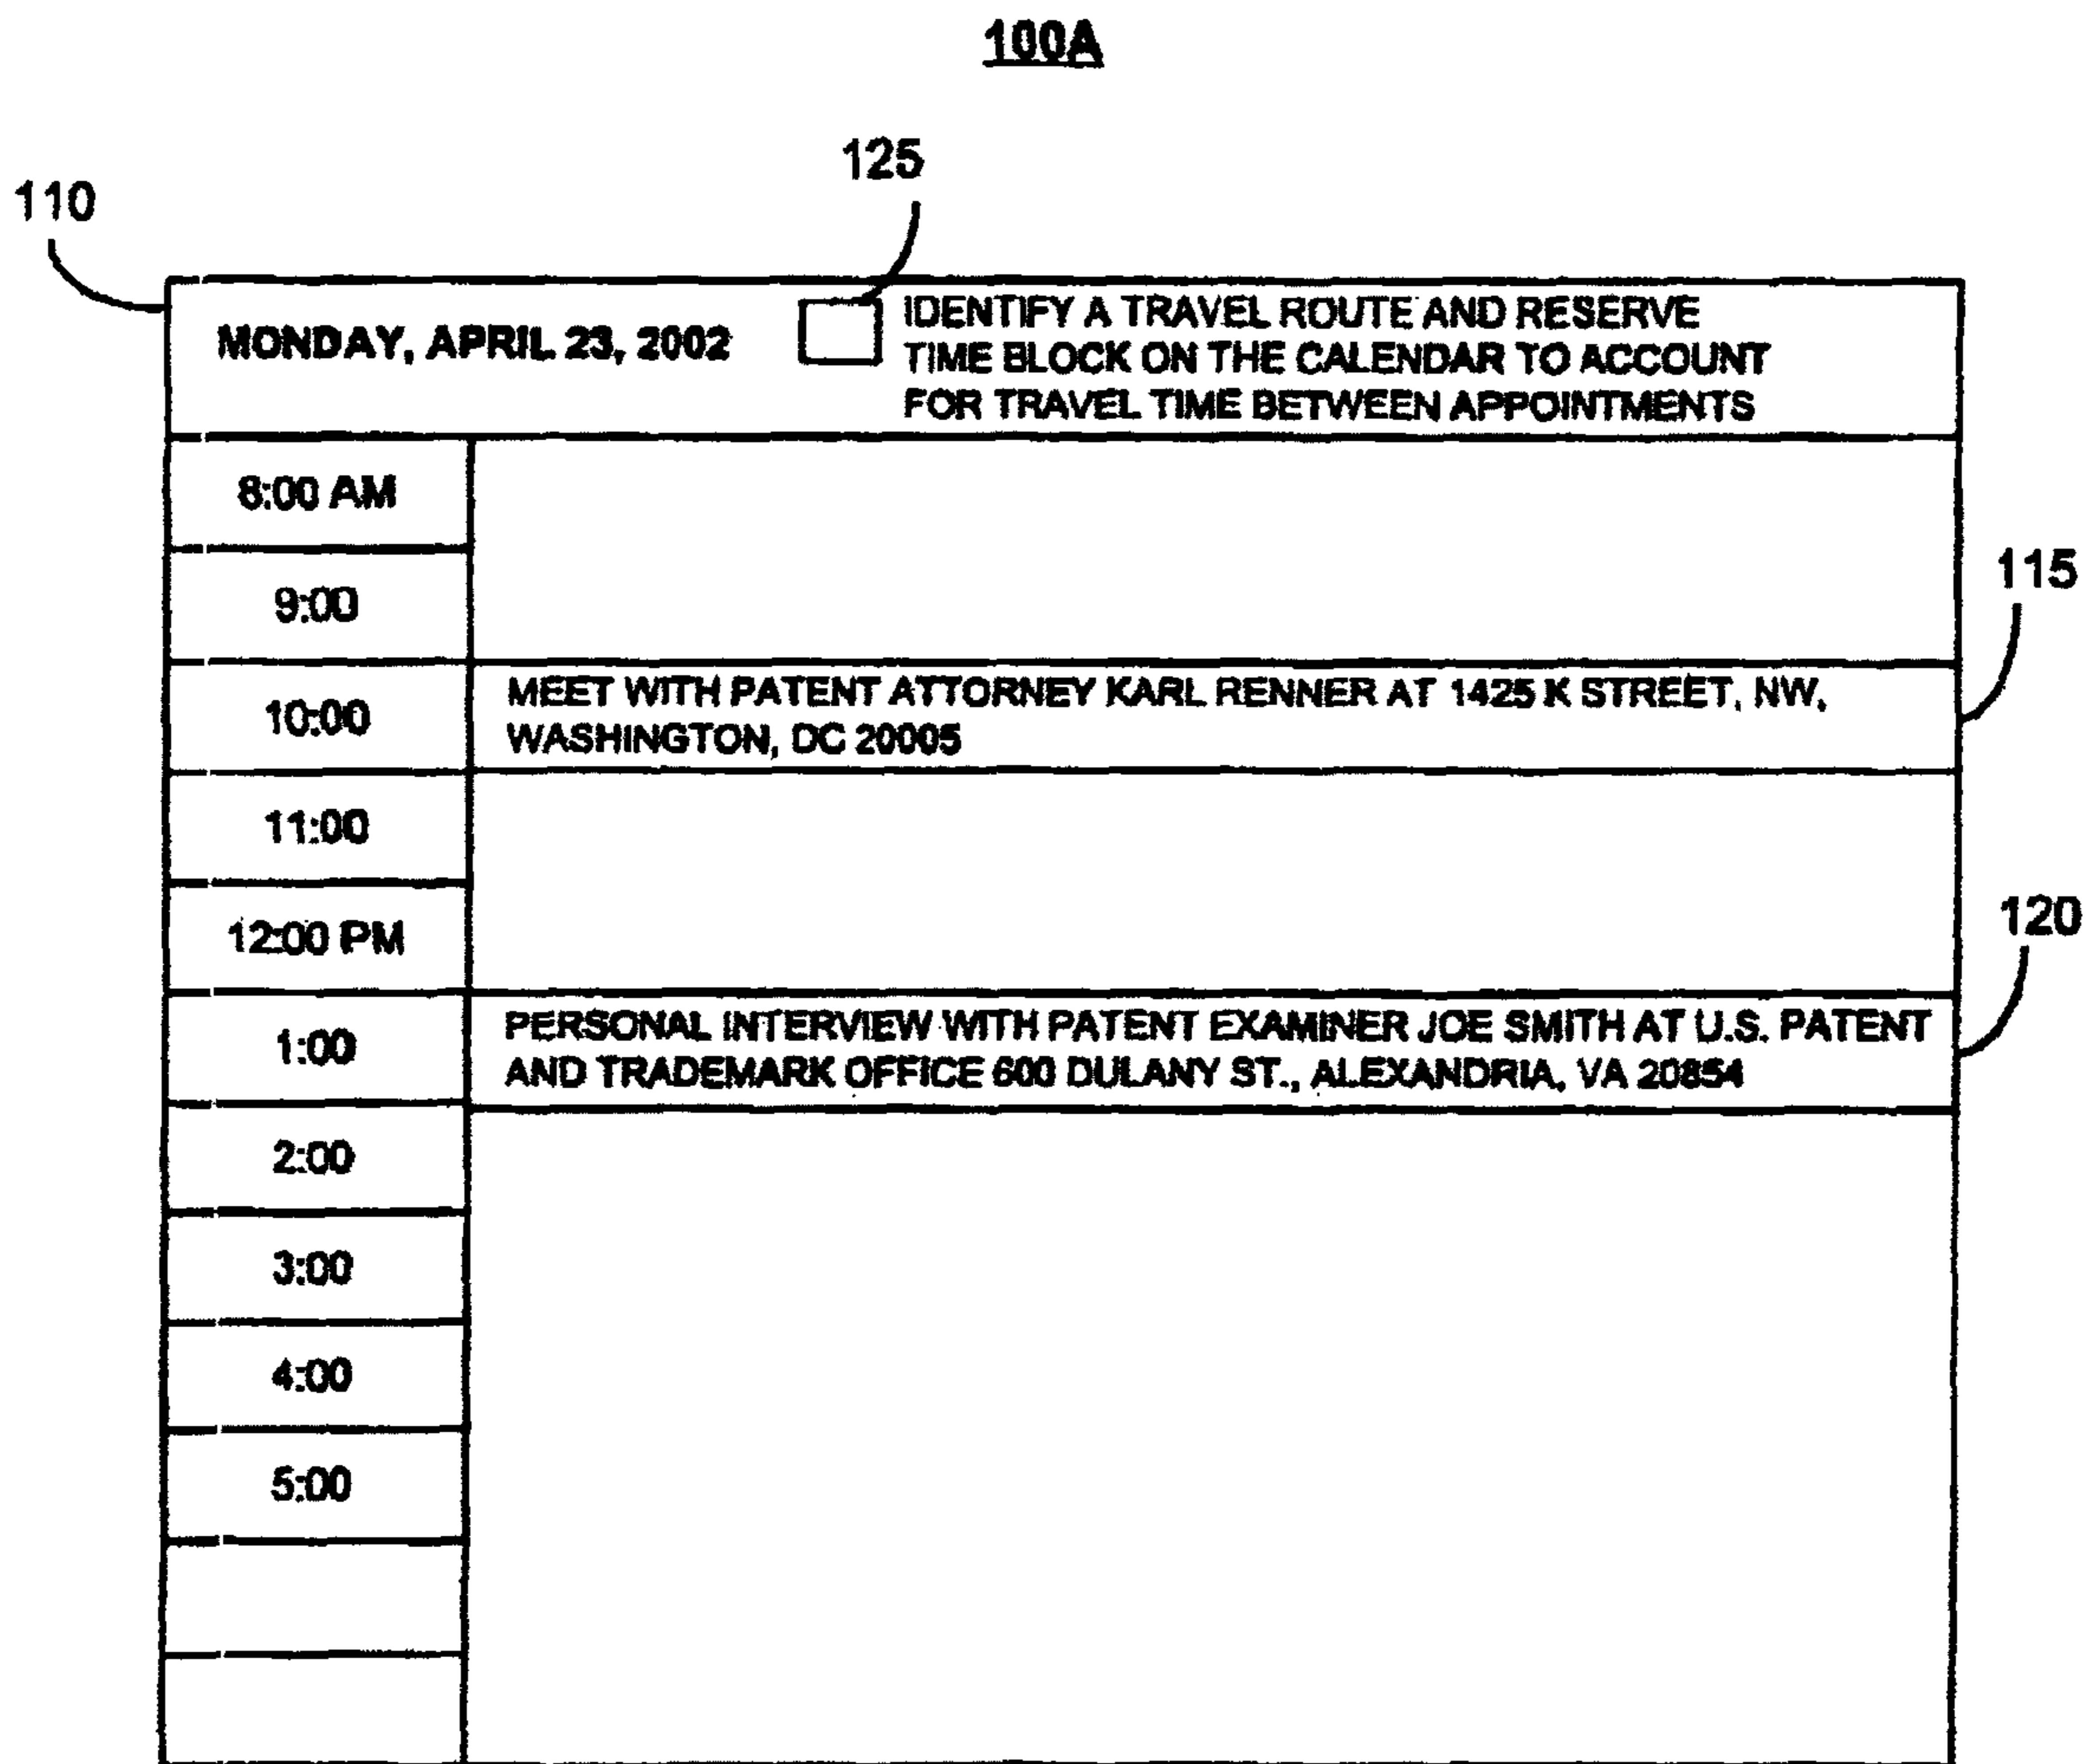 100A
125
110
MONDAY, APRIL 23, 2002
IDENTIFY A TRAVEL ROUTE AND RESERVE
TIME BLOCK ON THE CALENDAR TO ACCOUNT
FOR TRAVEL TIME BETWEEN APPOINTMENTS
8:00 AM
9:00
115
10:00
MEET WITH PATENT ATTORNEY KARL RENNER AT 1425 K STREET, NW,
WASHINGTON, DC 20005
11:00
12:00 PM
120
1:00
PERSONAL INTERVIEW WITH PATENT EXAMINER JOE SMITH AT U.S. PATENT
AND TRADEMARK OFFICE 600 DULANY ST., ALEXANDRIA, VA 20854
2:00
3:00
4:00
5:00